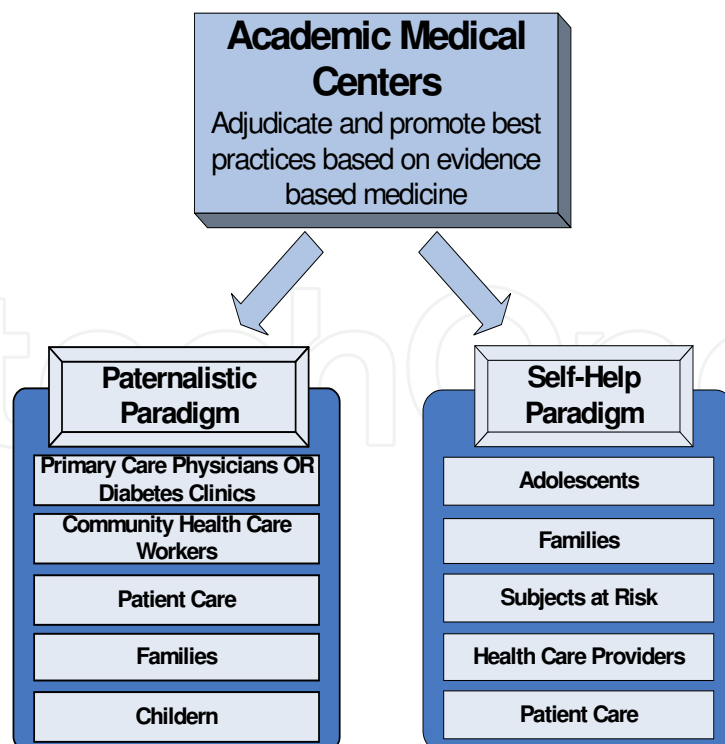 Academic Medical
Centers
Adjudicate and promote best
practices based on evidence
based medicine
Paternalistic
Paradigm
Primary Care Physicians OR
Diabetes Clinics
Community Health Care
Workers
Patient Care
Families
Childern
Self-Help
Paradigm
Adolescents
Families
Subjects at Risk
Health Care Providers
Patient Care